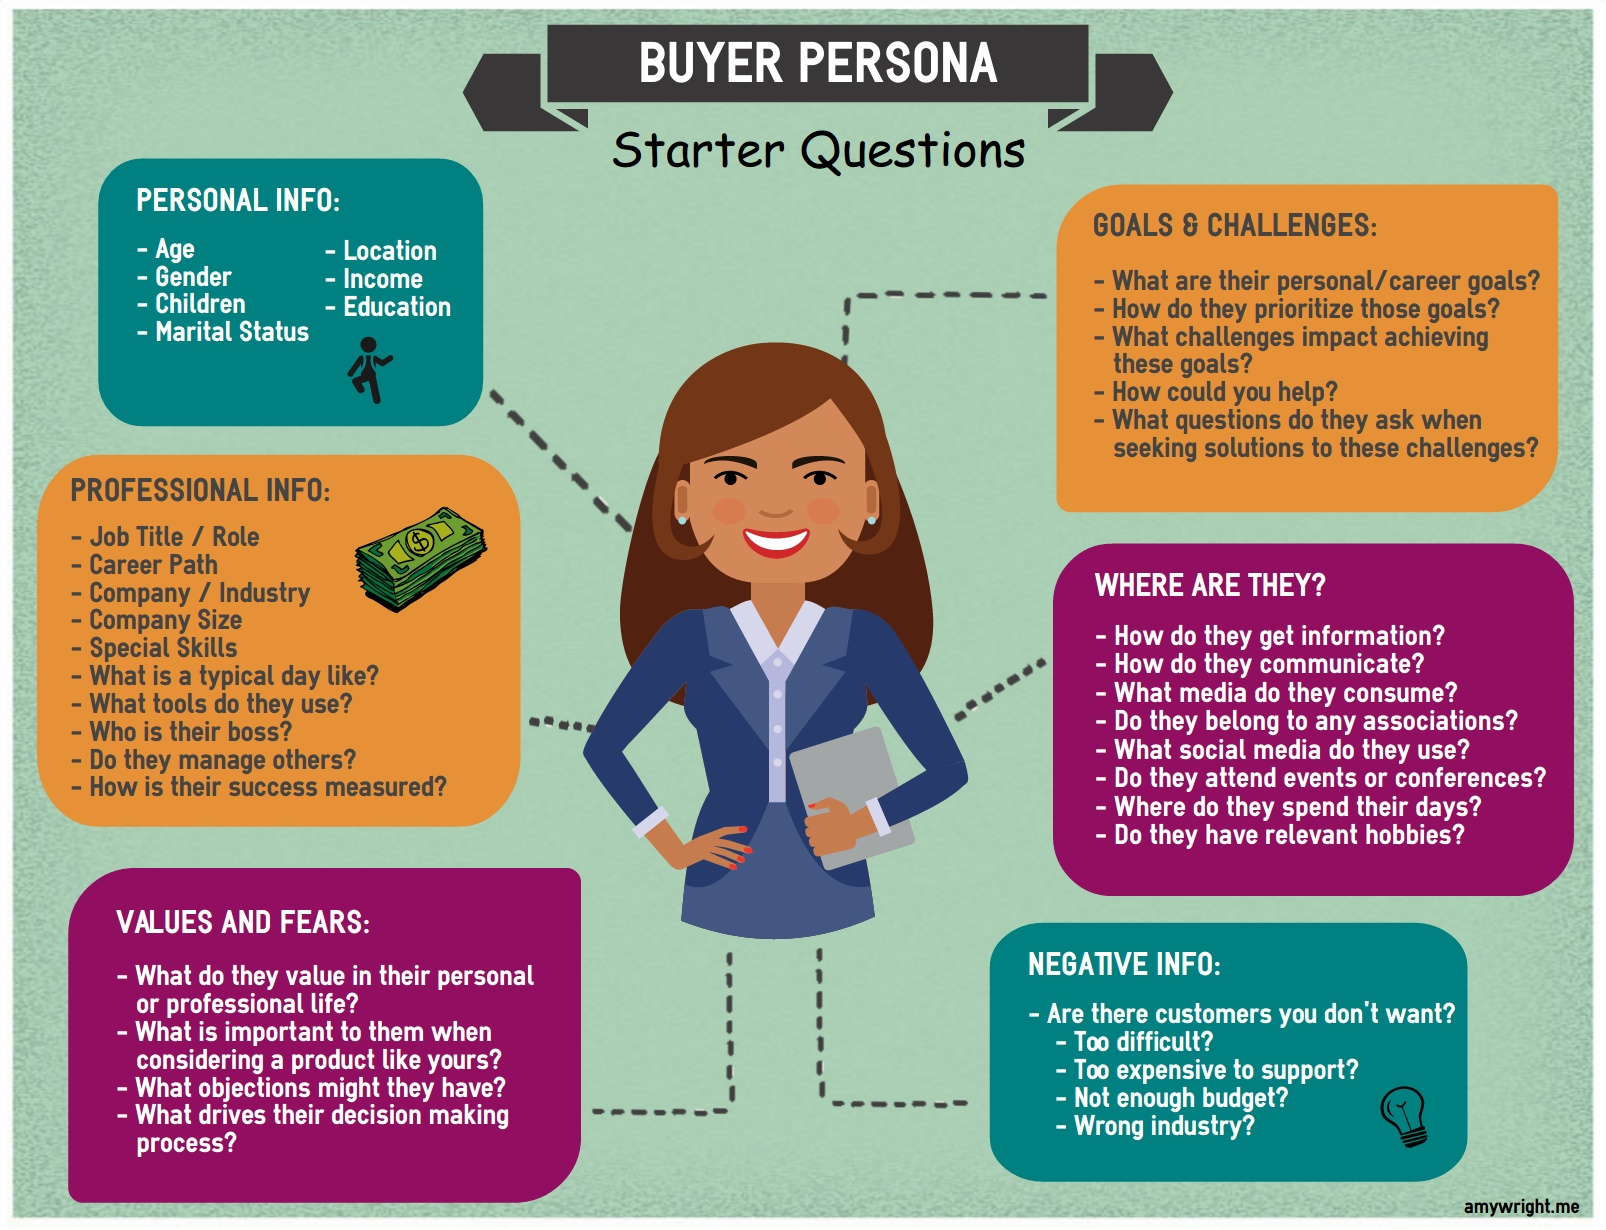 BUYER PERSONA
Starter Questions
PERSONAL INFO:
- Age
- Gender
- Children
- Marital Status
- Location
- Income
- Education
PROFESSIONAL INFO:
- Job Title / Role
- Career Path
- Company / Industry
- Company Size
- Special Skills
- What is a typical day like?
- What tools do they use?
- Who is their boss?
- Do they manage others?
- How is their success measured?
VALUES AND FEARS:
- What do they value in their personal
or professional life?
- What is important to them when
considering a product like yours?
- What objections might they have?
- What drives their decision making
process?
GOALS & CHALLENGES:
- What are their personal/career goals?
- How do they prioritize those goals?
- What challenges impact achieving
these goals?
- How could you help?
- What questions do they ask when
seeking solutions to these challenges?
WHERE ARE THEY?
- How do they get information?
- How do they communicate?
- What media do they consume?
- Do they belong to any associations?
- What social media do they use?
- Do they attend events or conferences?
- Where do they spend their days?
- Do they have relevant hobbies?
NEGATIVE INFO:
- Are there customers you don't want?
- Too difficult?
- Too expensive to support?
- Not enough budget?
- Wrong industry?
$
amywright.me